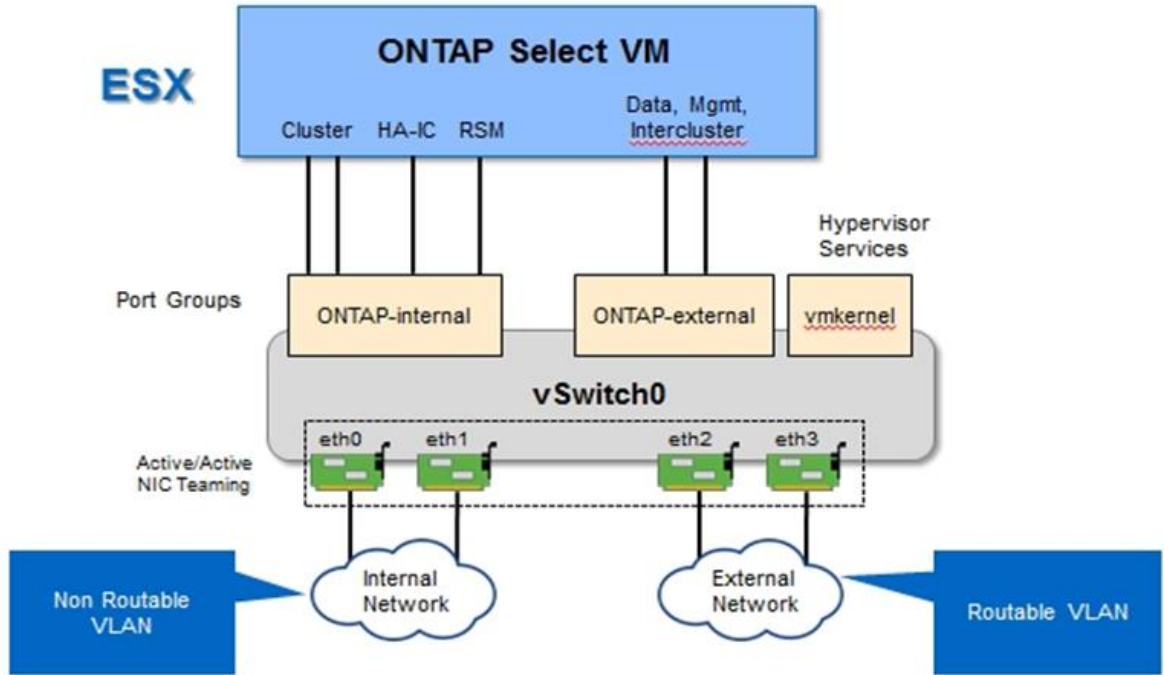 ONTAP Select VM
ESX
Data, Mgmt,
Cluster HA-IC RSM Intercluster
Hypervisor
Services
Port Groups
ONTAP-internal ONTAP-external vmkernel
vSwitch0
eth0 eth1 eth2 eth3
Active/Active
NIC Teaming
Internal
Network
External
Network
Non Routable
VLAN
Routable VLAN